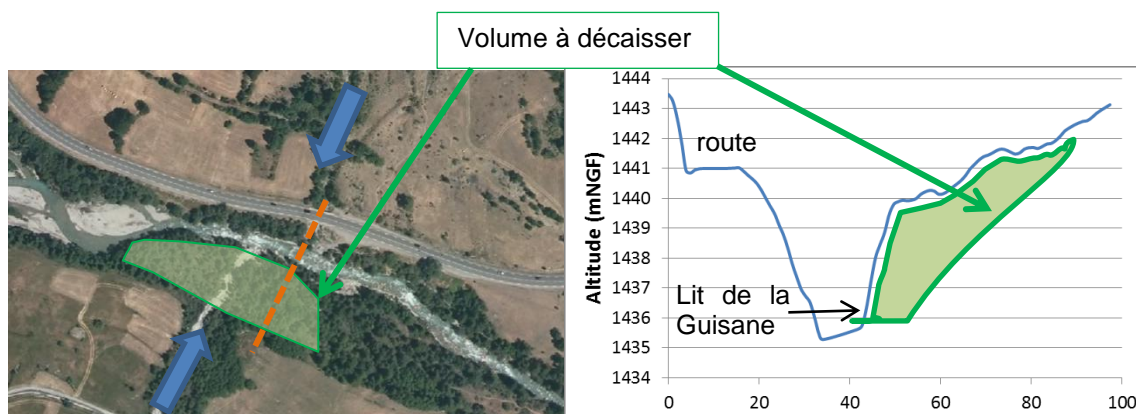 Volume à décaisser
1444
1443
1442
1441
1440
1439
1438
1437
1436
1435
1434
Altitude (mNGF)
route
Lit de la
Guisane
0 20 40 60 80 100